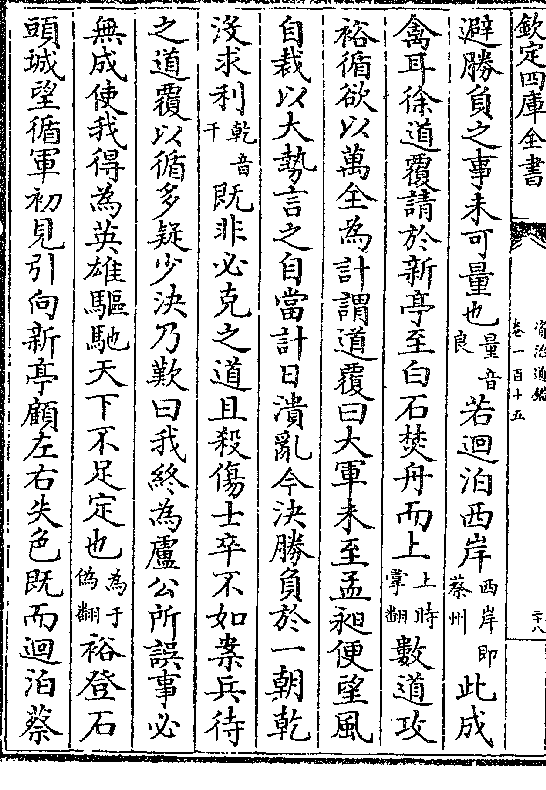 欽定四庫全書
資治通鑑
卷一百十五
二十八
避勝負之事未可量也量音良若迴泊西岸西岸即蔡州此成
禽耳徐道覆請於新亭至白石焚舟而上上時掌翻數道攻
裕循欲以萬全為計謂道覆曰大軍未至孟昶便望風
自裁以大勢言之自當計日潰亂今決勝負於一朝乾
沒求利乾音干既非必克之道且殺傷士卒不如案兵待
之道覆以循多疑少決乃歎曰我終為盧公所誤事必
無成使我得為英雄驅馳天下不足定也為于偽翻裕登石
頭城望循軍初見引向新亭顧左右失色既而迴泊蔡